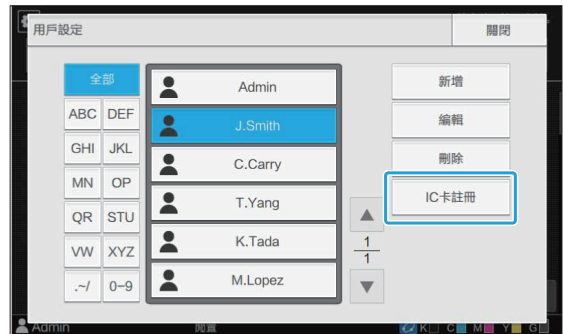 用戶設定
關閉
全部
ABC DEF
GHI JKL
MN OP
QR STU
VW XYZ
.~/ 0-9
Admin
J.Smith
C.Carry
T.Yang
K.Tada
M.Lopez
1
1
新增
編輯
刪除
IC卡註冊
Admin
閒置
K C M Y G